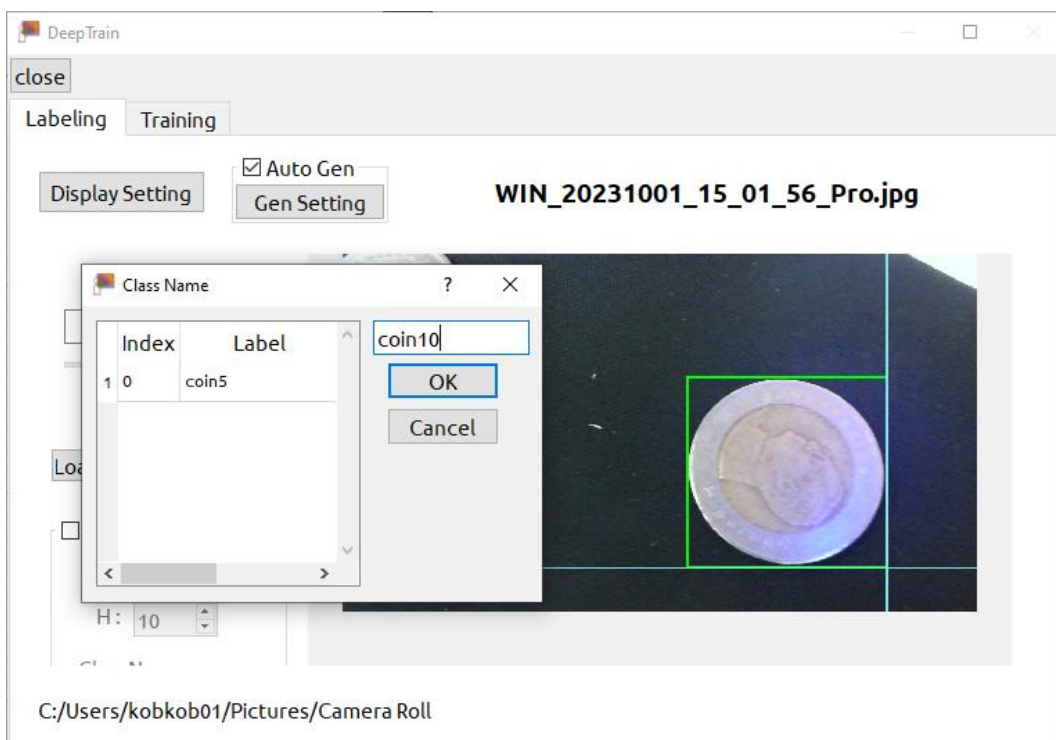 DeepTrain
close
Labeling Training
Auto Gen
Display Setting
Gen Setting
WIN_20231001_15_01_56_Pro.jpg
Class Name ?
Index Label
1 0 coin5
coin10
OK
Cancel
H: 10
C:/Users/kobkob01/Pictures/Camera Roll